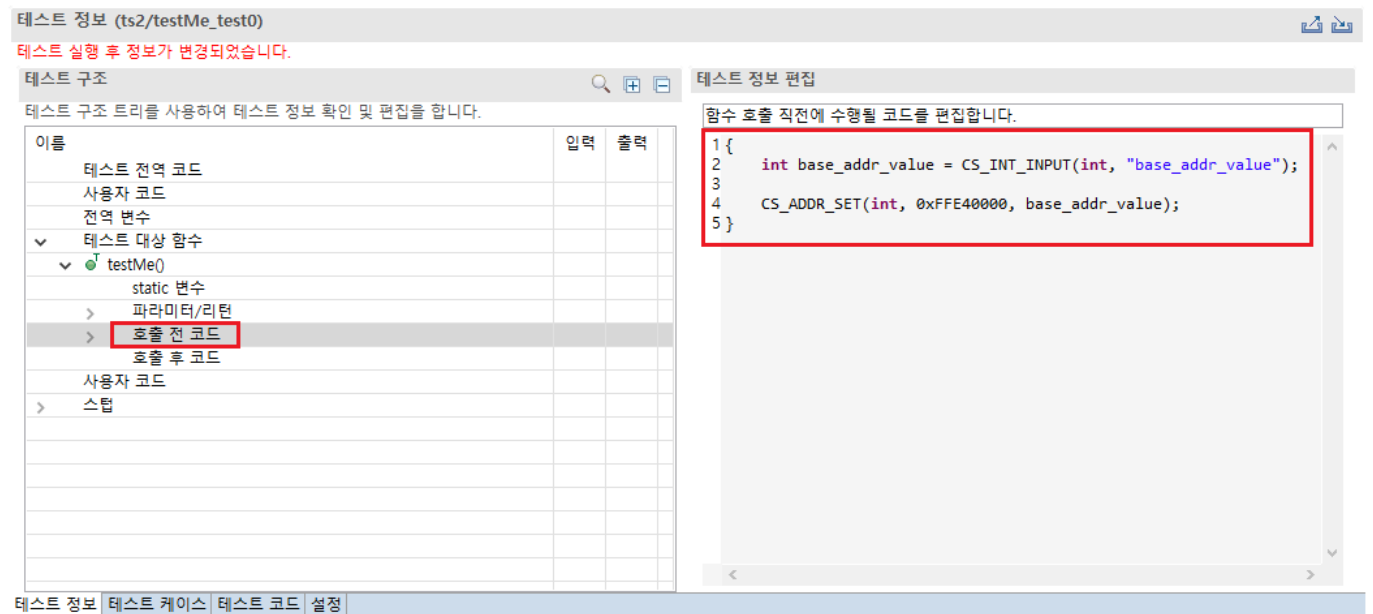 테스트 정보 (ts2/testMe_test0)
테스트 실행 후 정보가 변경되었습니다.
테스트 구조
테스트 구조 트리를 사용하여 테스트 정보 확인 및 편집을 합니다.
이름 입력 출력
테스트 전역 코드
사용자 코드
전역 변수
테스트 대상 함수
testMe()
static 변수
파라미터/리턴
호출 전 코드
호출 후 코드
사용자 코드
스텁
테스트 정보 편집
함수 호출 직전에 수행될 코드를 편집합니다.
1 {
2 int base_addr_value = CS_INT_INPUT(int, "base_addr_value");
3
4 CS_ADDR_SET(int, 0xFFE40000, base_addr_value);
5 }
테스트 정보 테스트 케이스 테스트 코드 설정